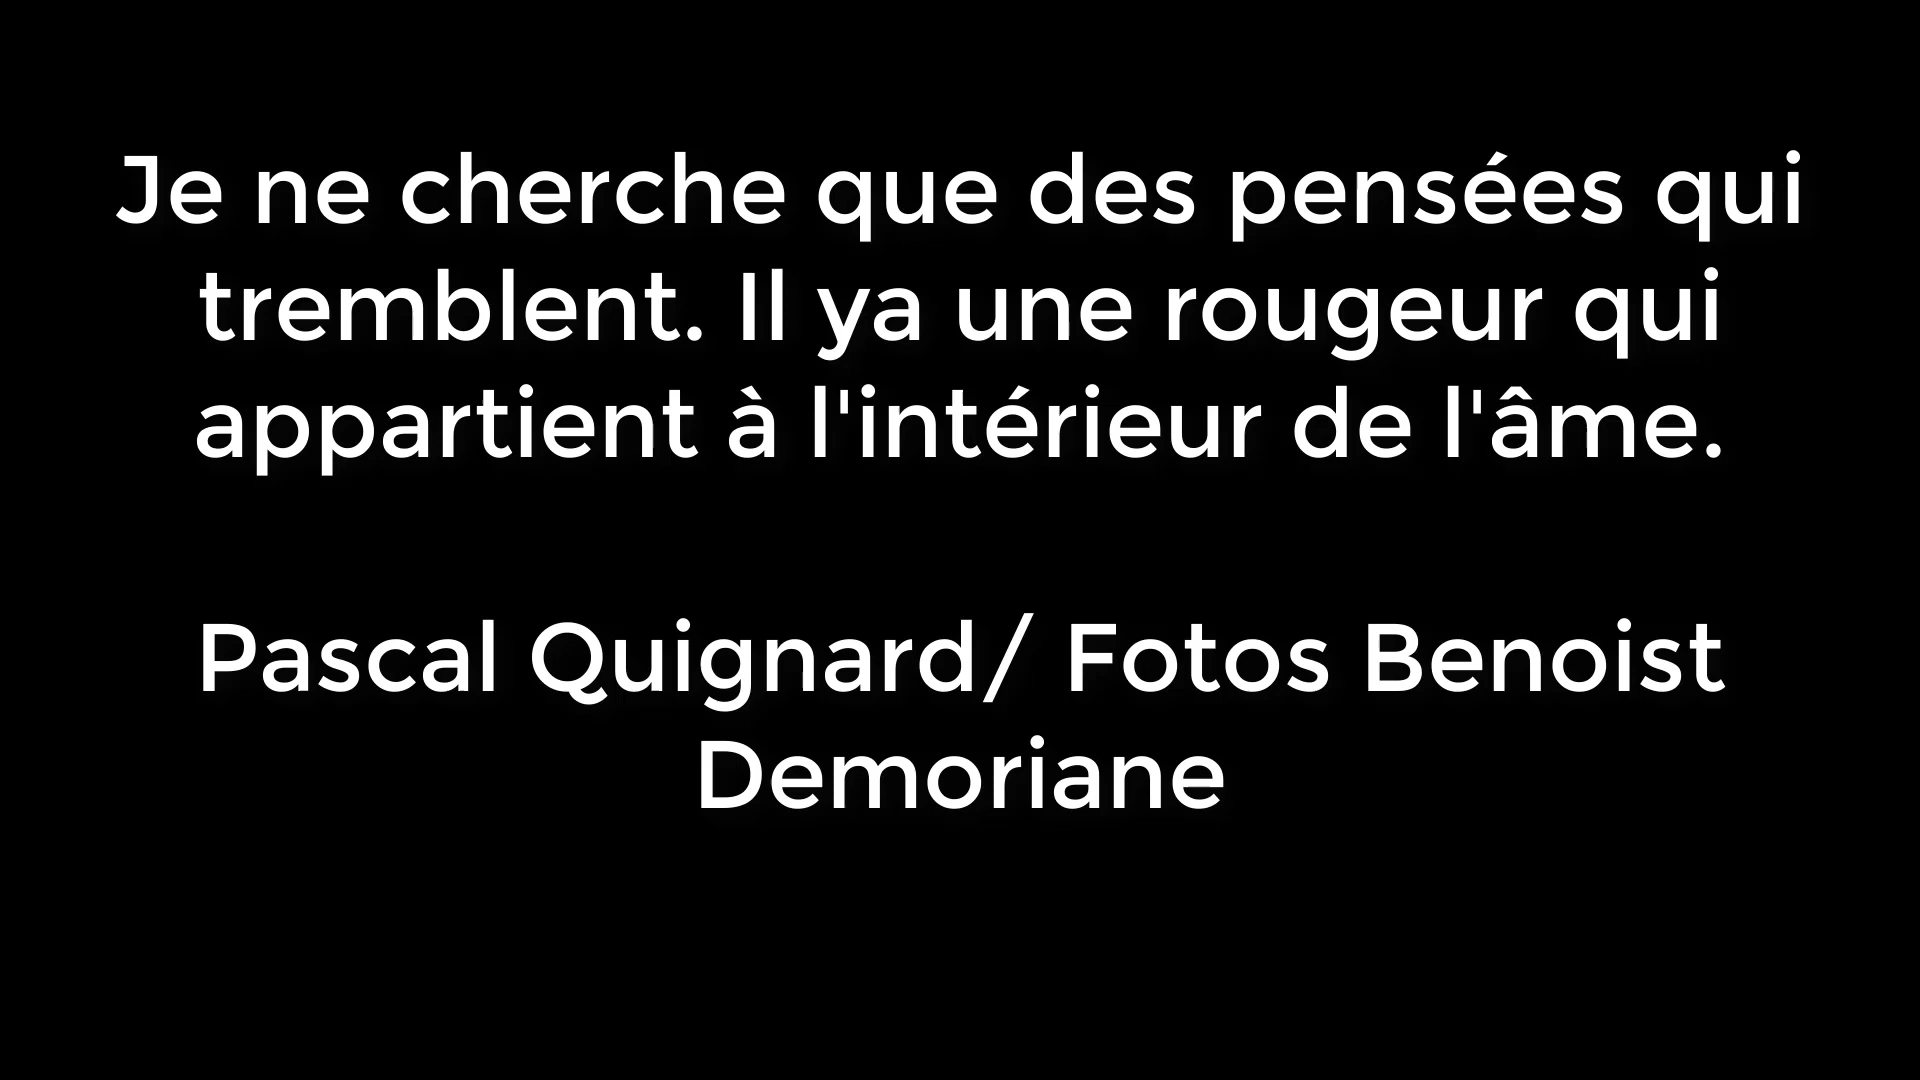 Je ne cherche que des pensées qui
tremblent. Il ya une rougeur qui
appartient à l'intérieur de l'âme.
Pascal Quignard/ Fotos Benoist
Demoriane